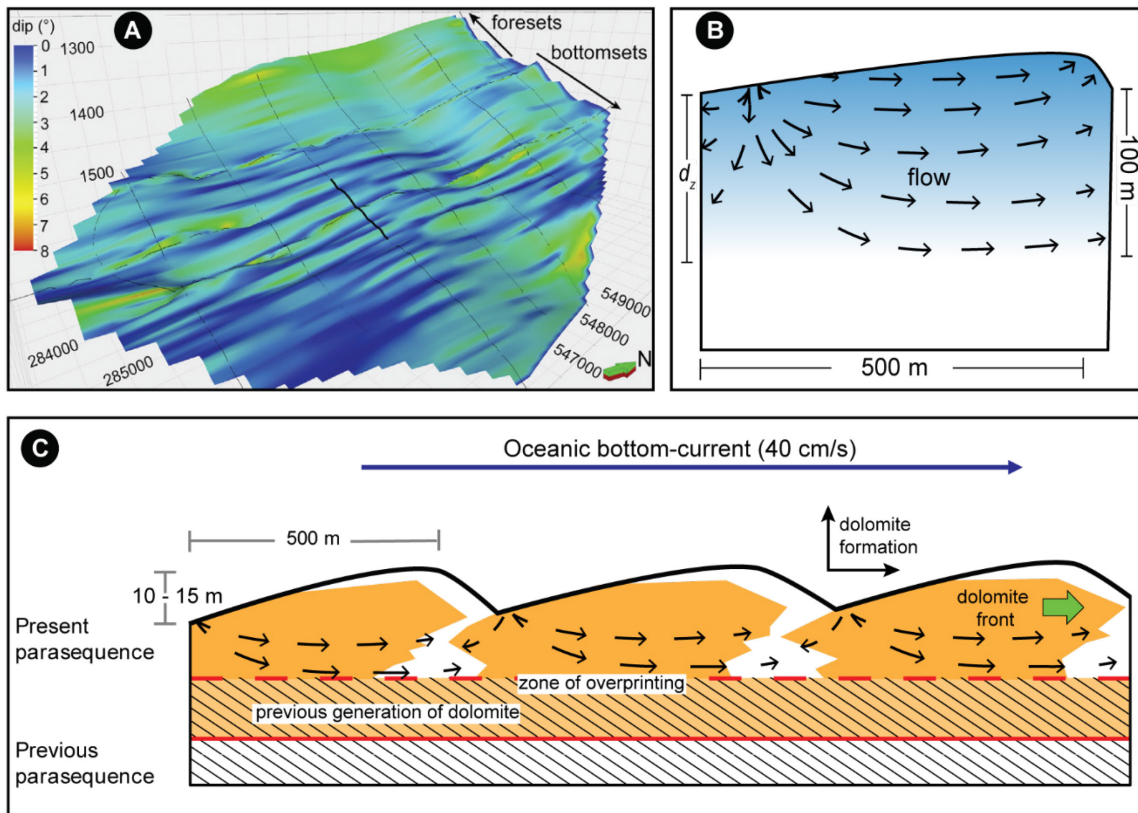 A
dip (°)
0
1
2
3
4
5
6
7
8
1300
1400
1500
foresets
bottomsets
284000
285000
549000
548000
547000
N
B
d_z
flow
100 m
500 m
C
Oceanic bottom-current (40 cm/s)
500 m
10 - 15 m
dolomite
formation
dolomite
front
Present
parasequence
zone of overprinting
previous generation of dolomite
Previous
parasequence